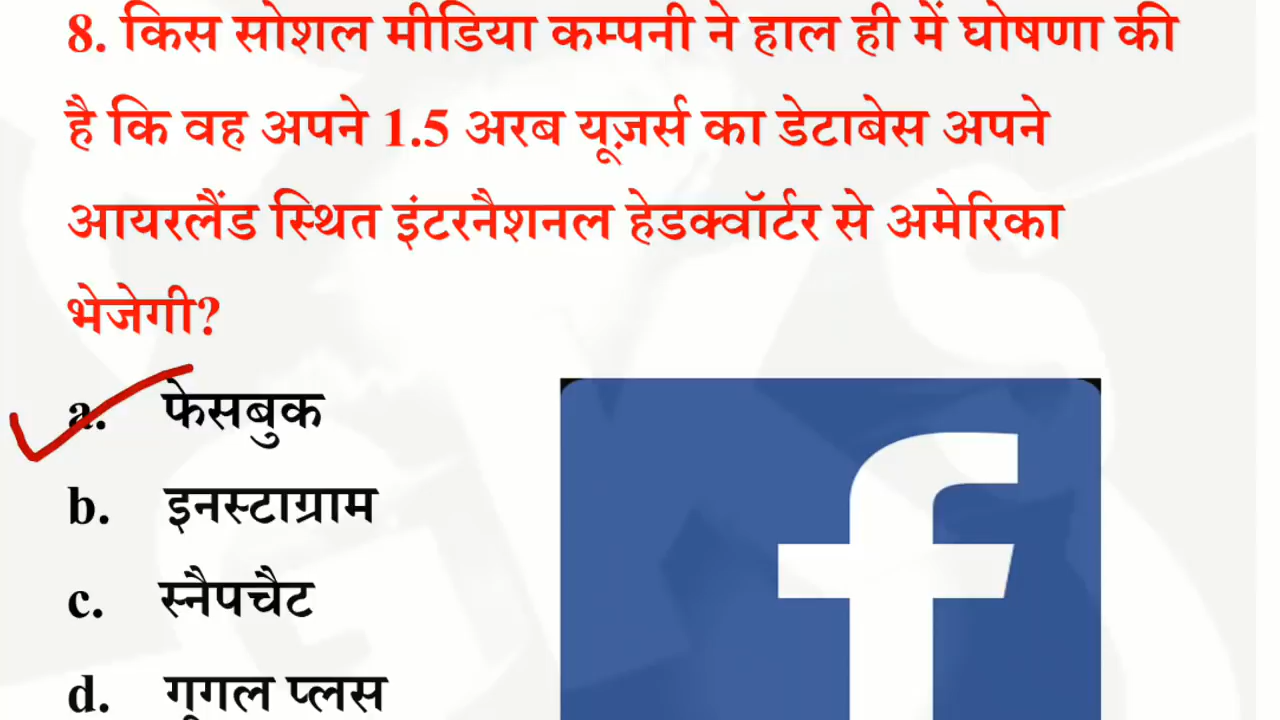 8. किस सोशल मीडिया कम्पनी ने हाल ही में घोषणा की
है कि वह अपने 1.5 अरब यूज़र्स का डेटाबेस अपने
आयरलैंड स्थित इंटरनैशनल हेडक्वॉर्टर से अमेरिका
भेजेगी?
a. फेसबुक
b. इनस्टाग्राम
c. स्नैपचैट
d. गूगल प्लस
f